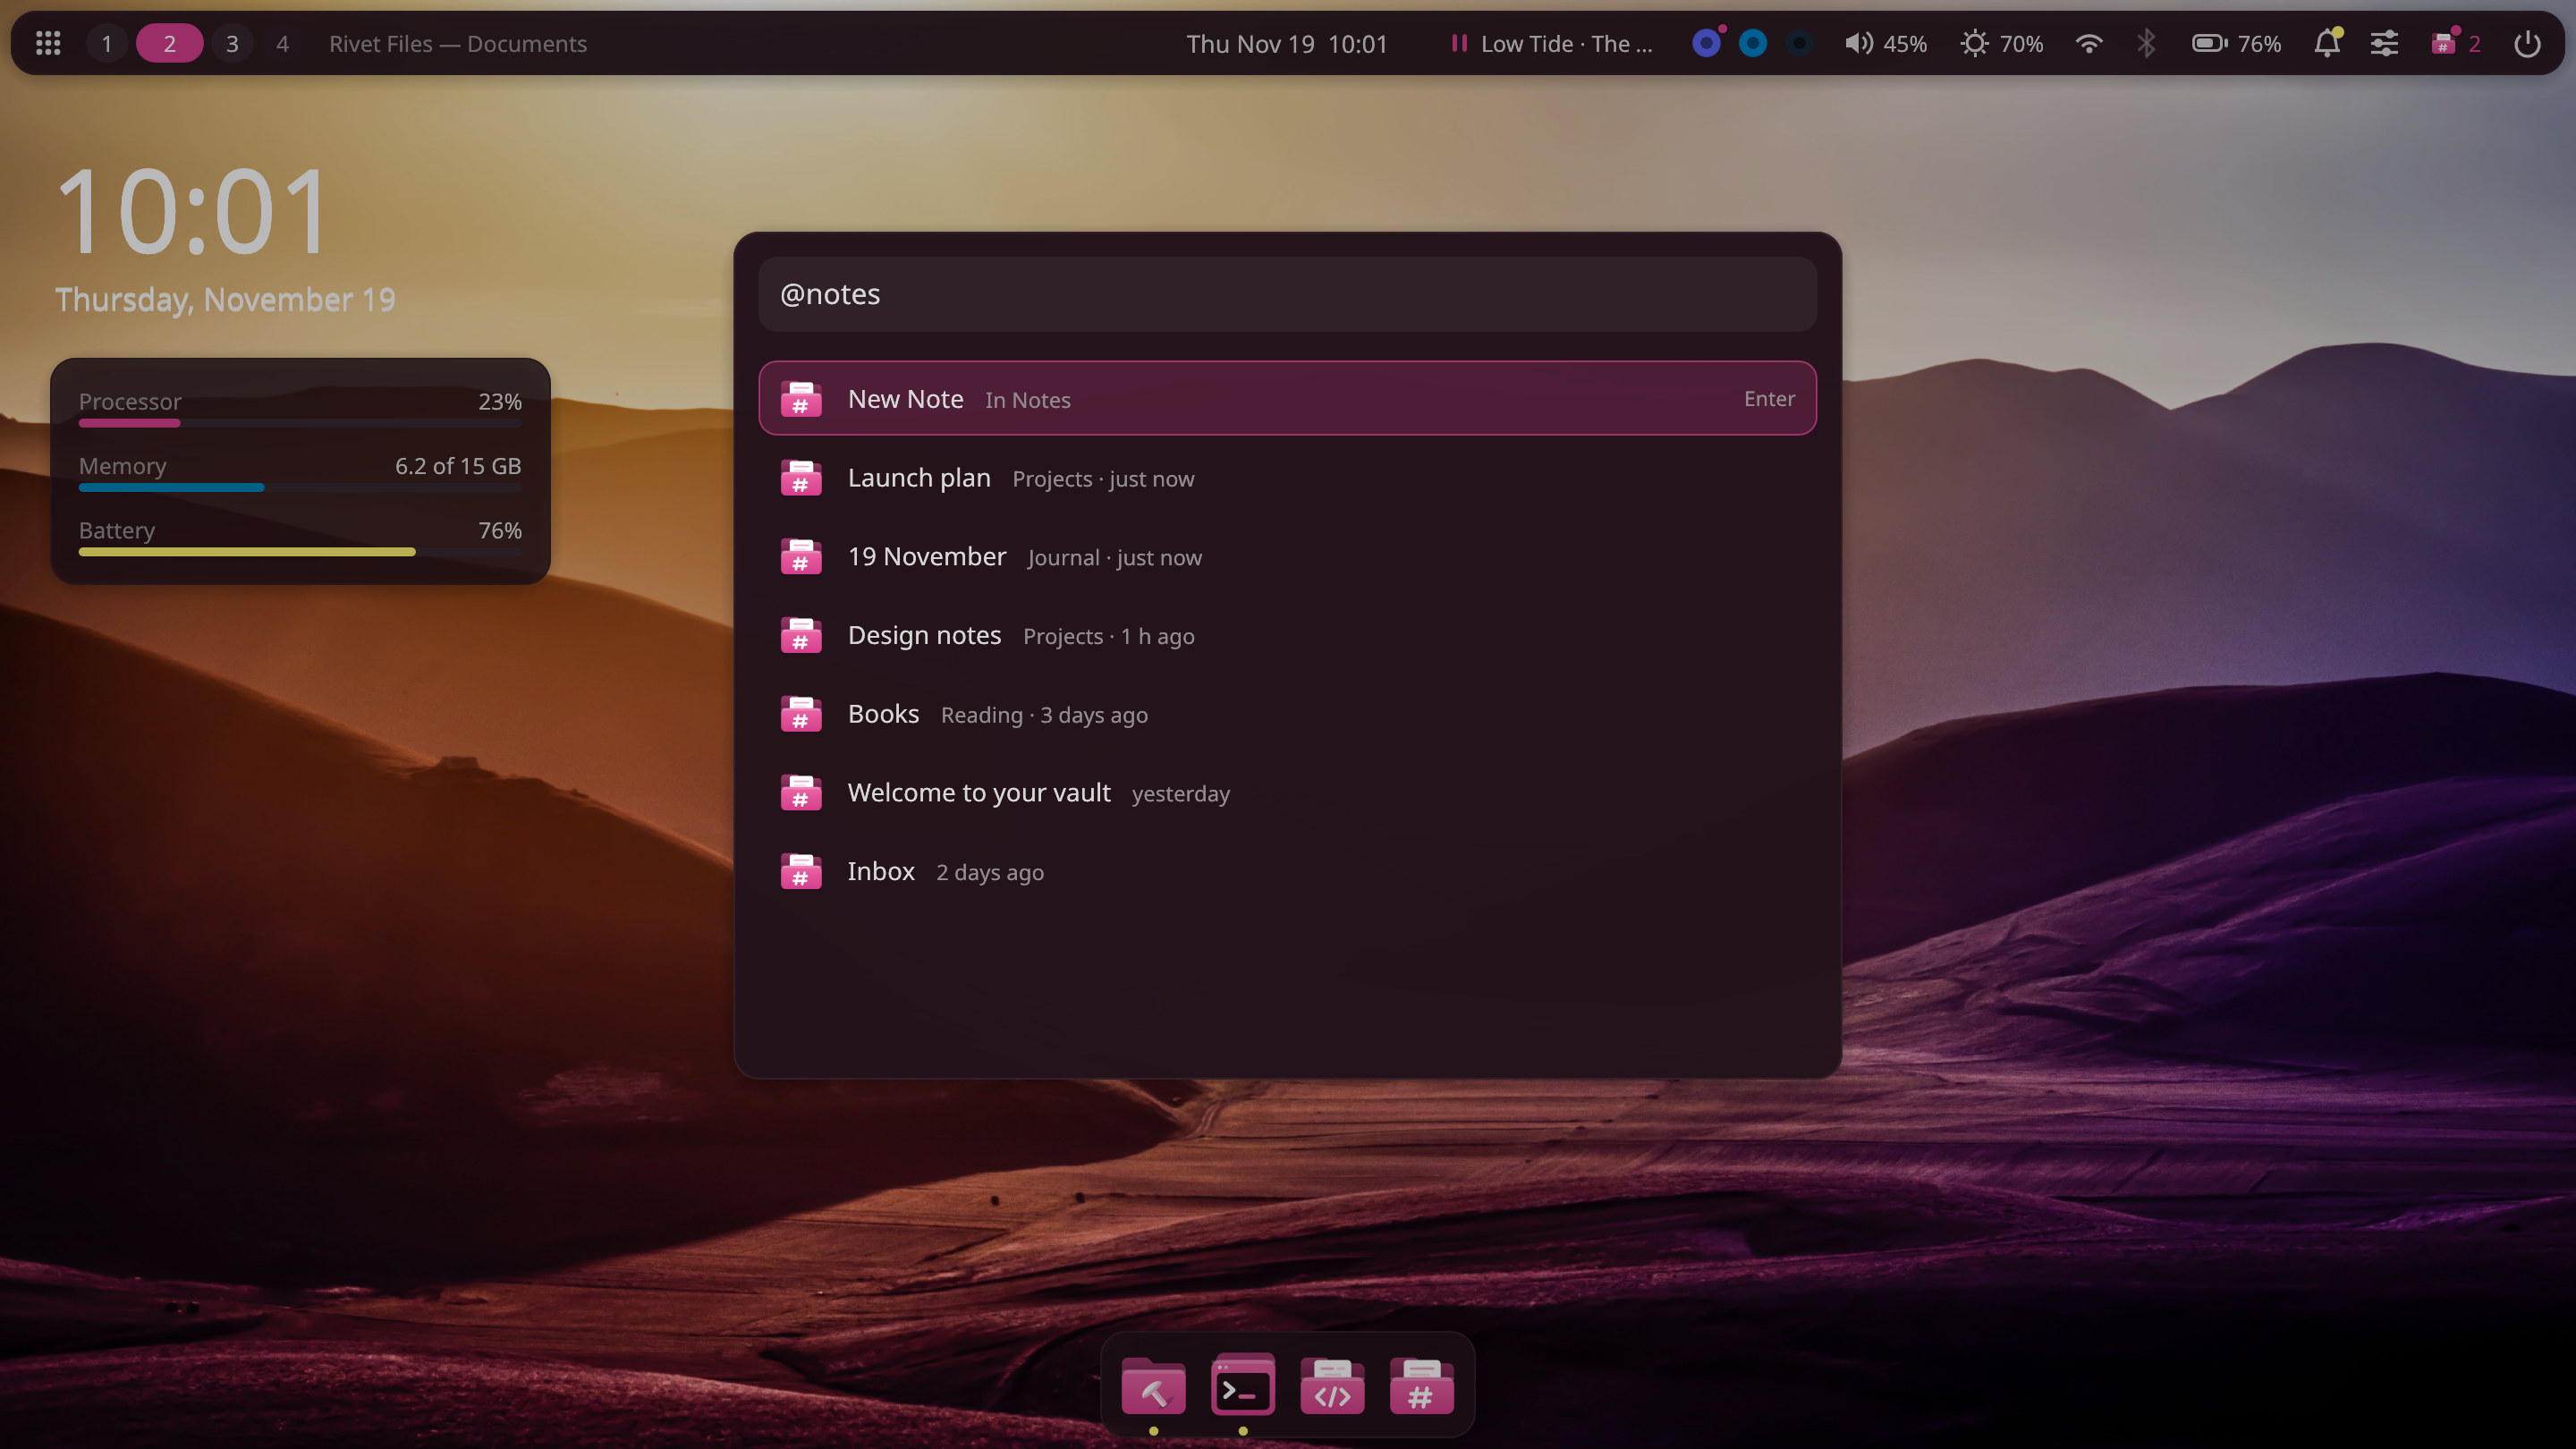 1 2 3 4 Rivet Files — Documents Thu Nov 19 10:01 Low Tide · The ... 45% 70% 76% 2
10:01
Thursday, November 19
Processor 23%
Memory 6.2 of 15 GB
Battery 76%
@notes
New Note In Notes Enter
Launch plan Projects · just now
19 November Journal · just now
Design notes Projects · 1 h ago
Books Reading · 3 days ago
Welcome to your vault yesterday
Inbox 2 days ago